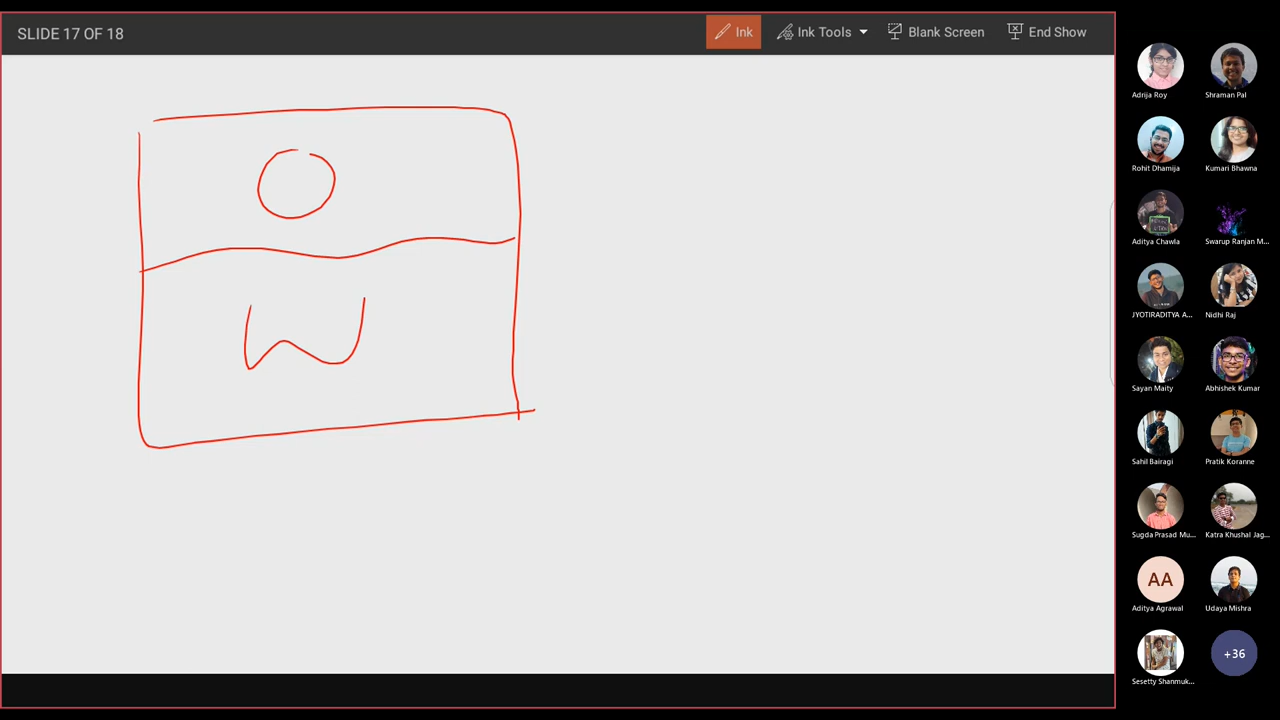 SLIDE 17 OF 18
Ink
Ink Tools
Blank Screen
End Show
O
W
Adrija Roy
Shraman Pal
Rohit Dhamija
Kumari Bhawna
Aditya Chawla
Swarup Ranjan M...
JYOTIRADITYA A...
Nidhi Raj
Sayan Maity
Abhishek Kumar
Sahil Bairagi
Pratik Koranne
Sugda Prasad Mu...
Katra Khushal Jag...
AA
Aditya Agrawal
Udaya Mishra
Sesetty Shanmuk...
+36